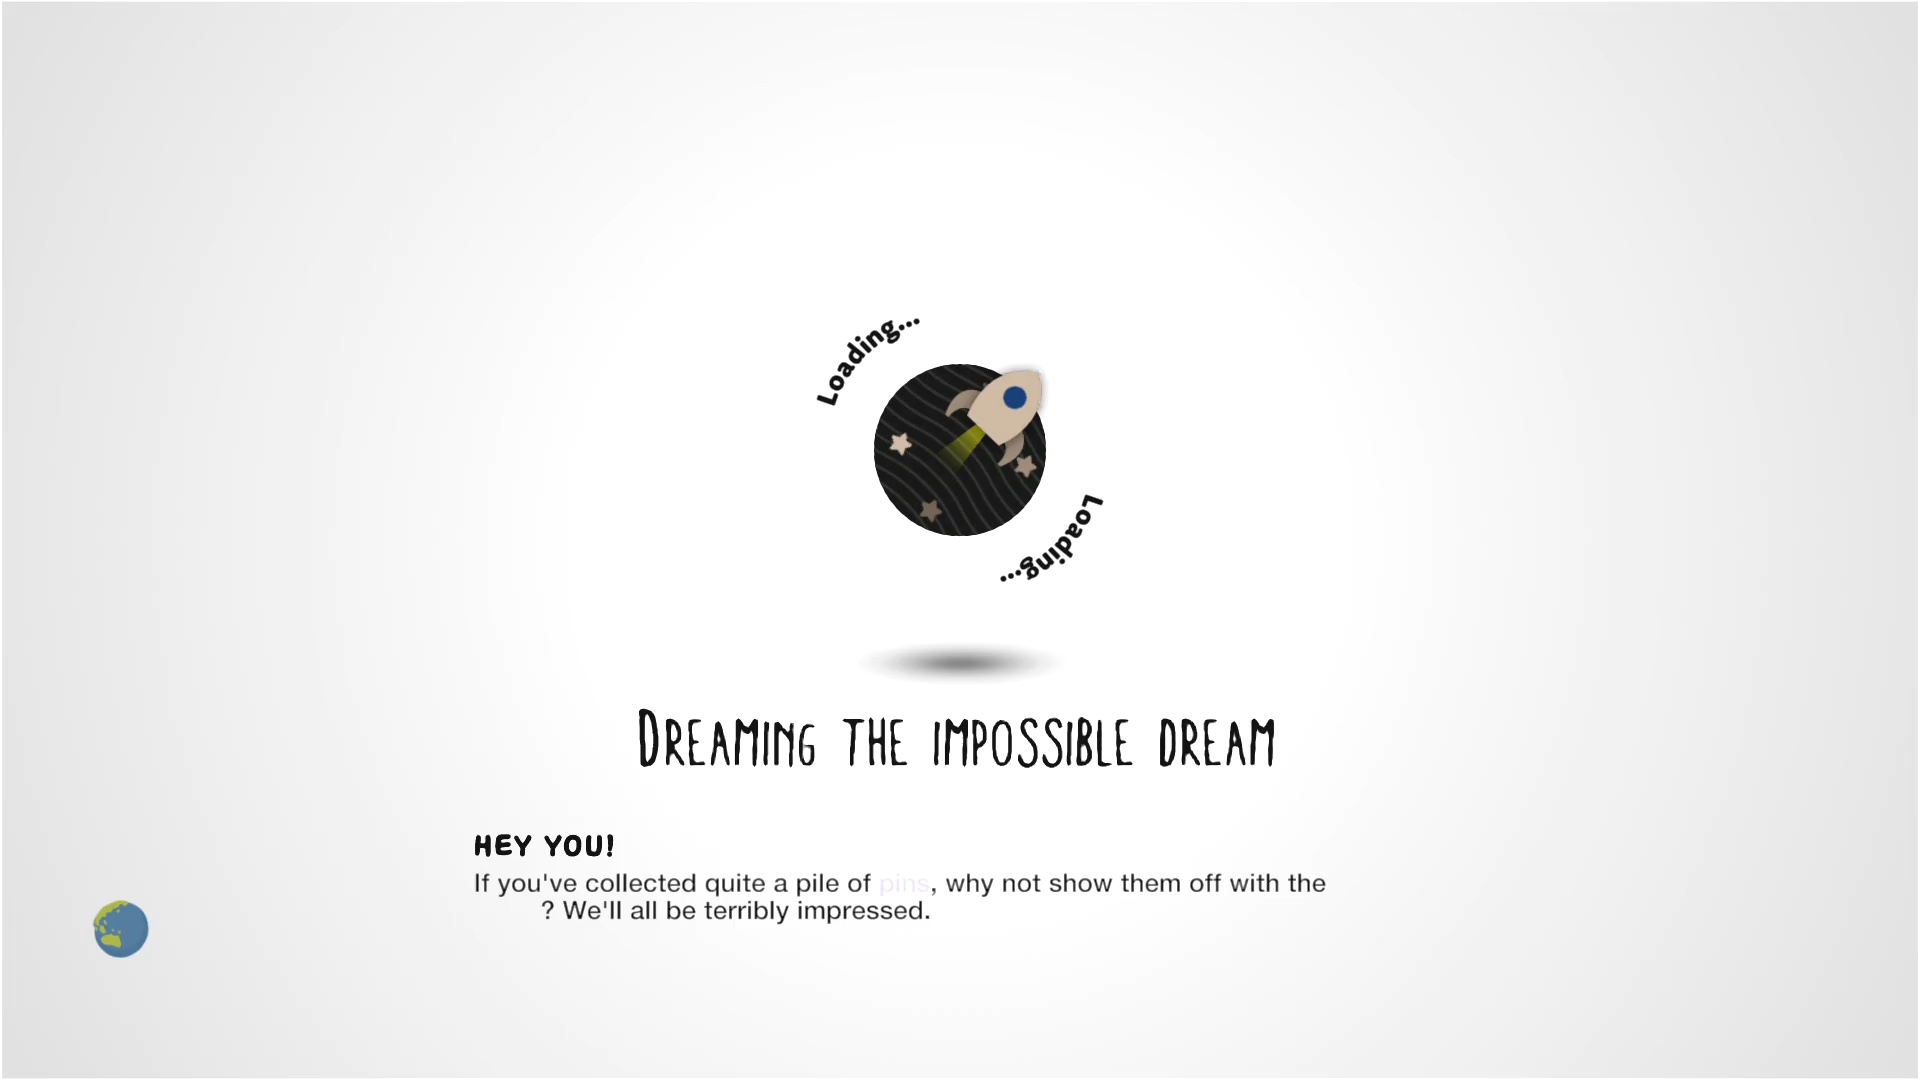 Loading...
Loading...
Dreaming the impossible dream
HEY YOU!
If you've collected quite a pile of pins, why not show them off with the
? We'll all be terribly impressed.